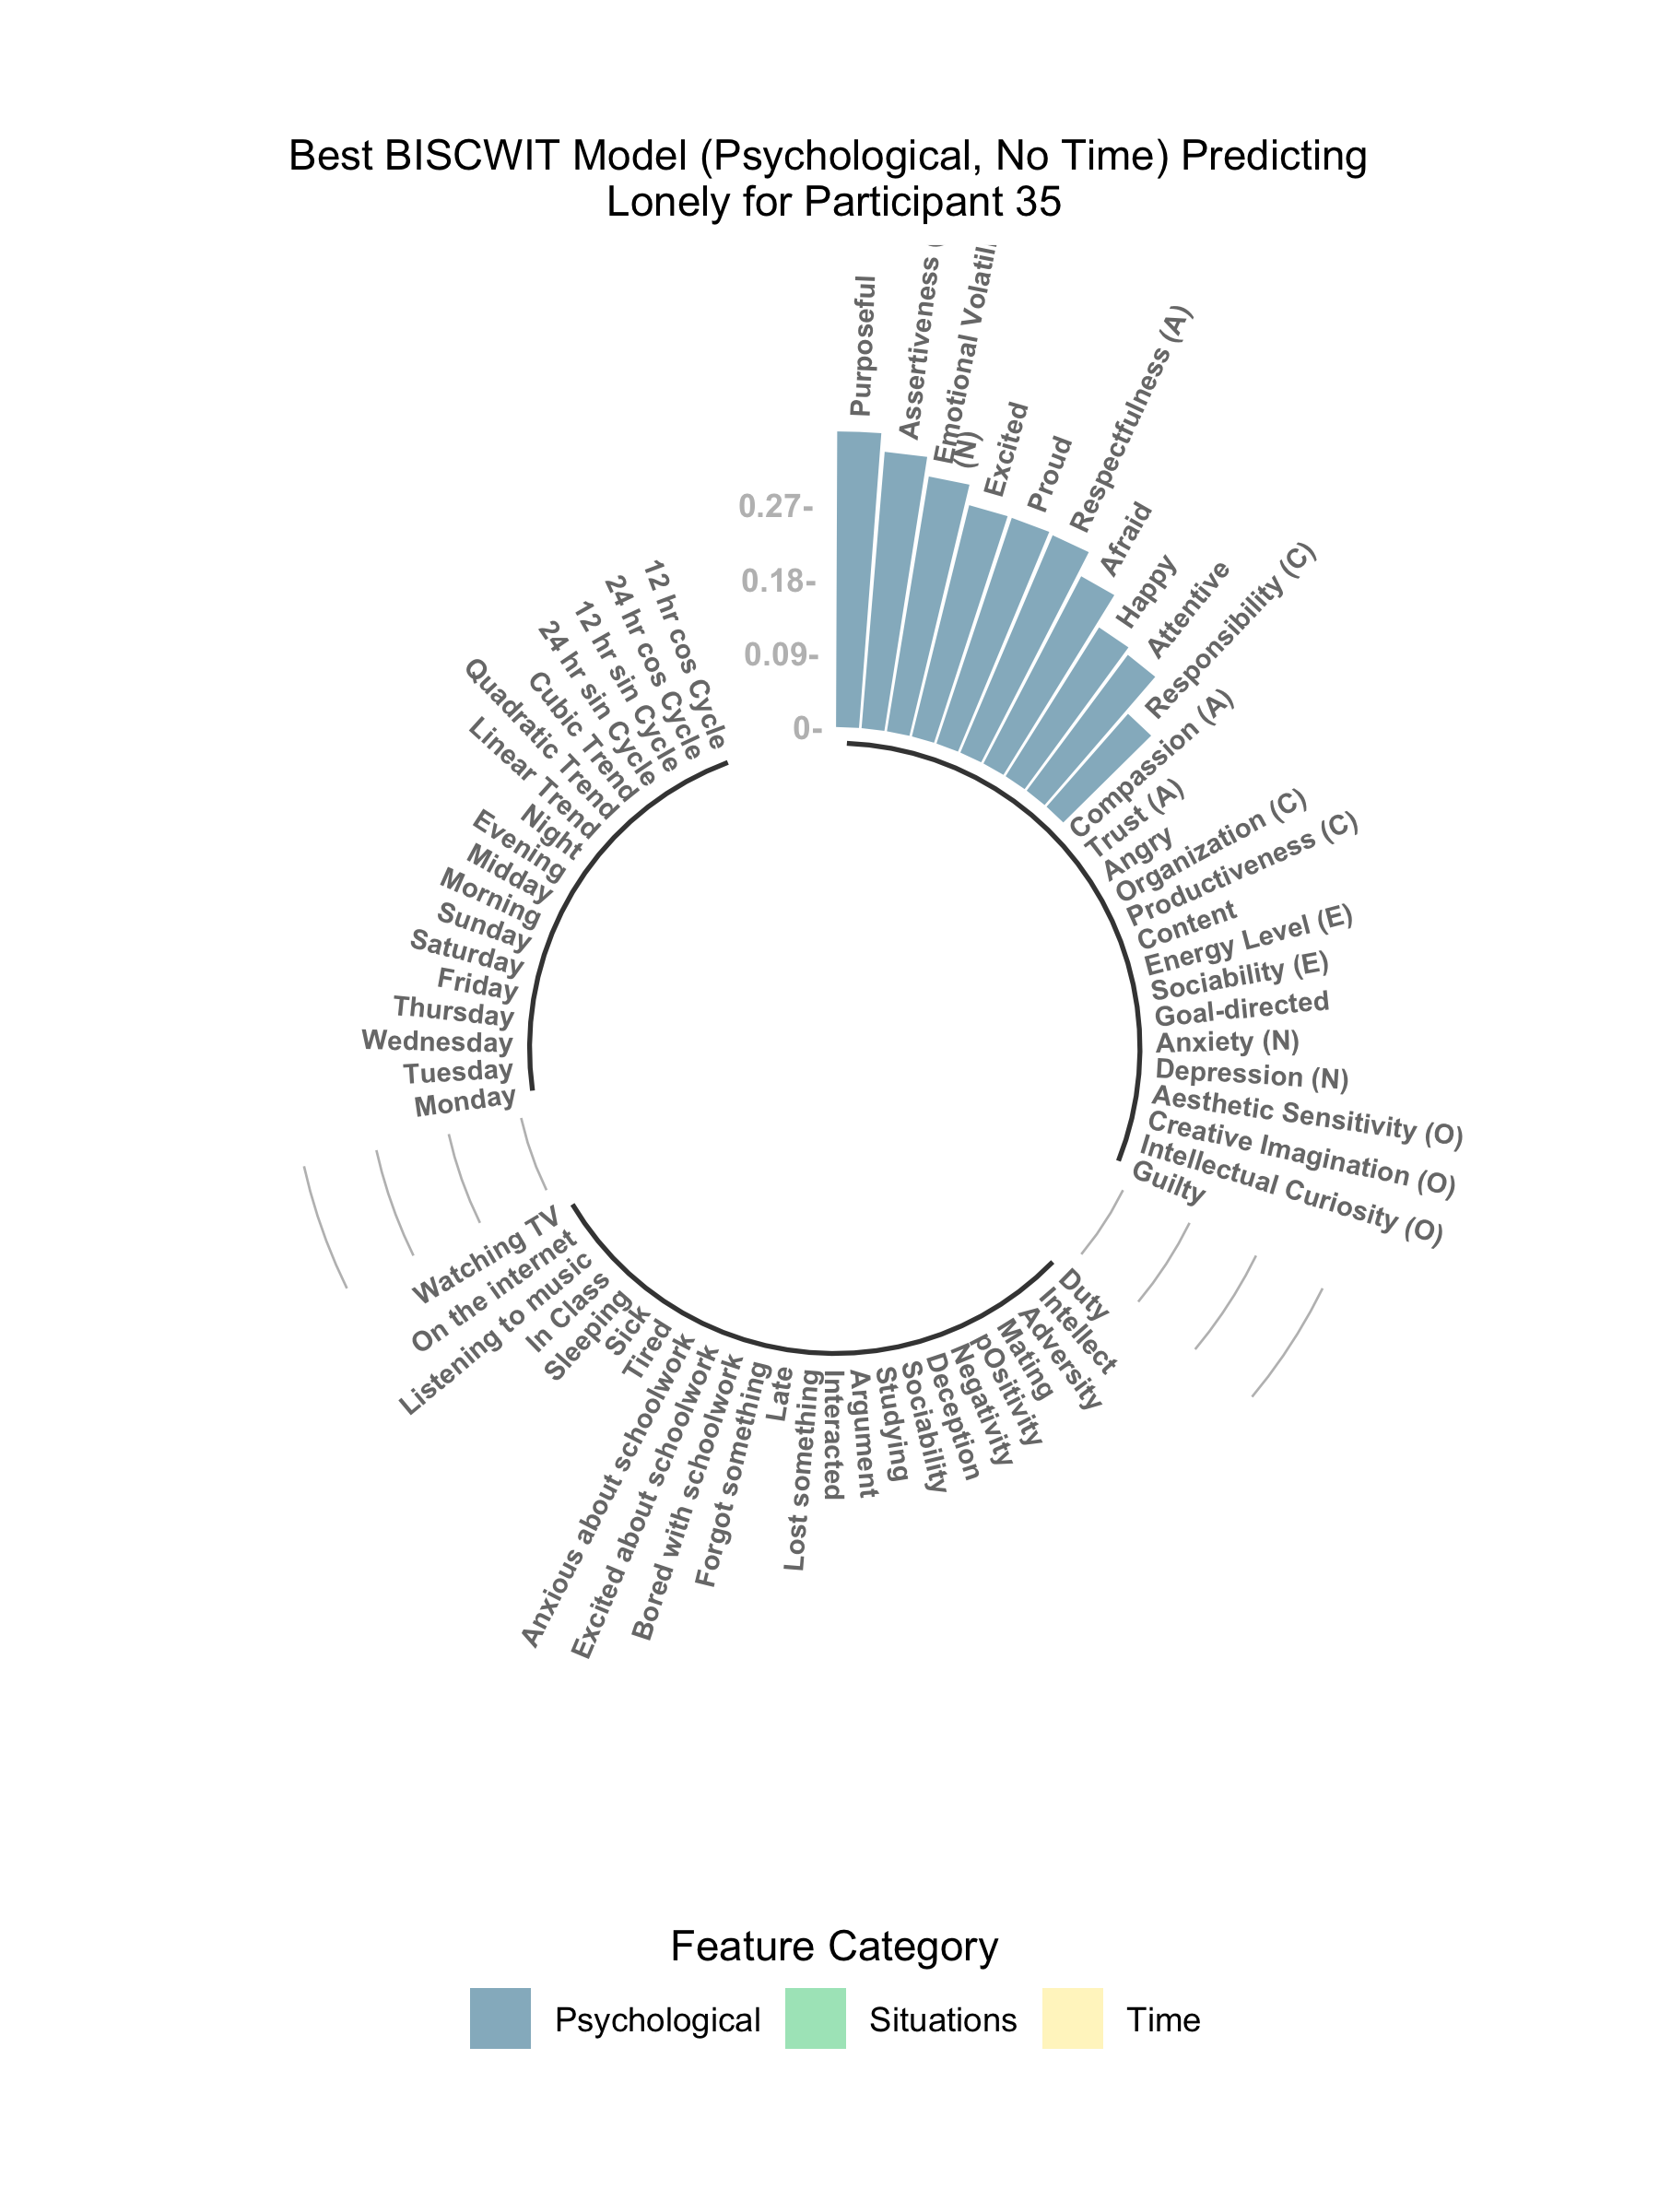 Best BISCWIT Model (Psychological, No Time) Predicting
Lonely for Participant 35
0.27-
0.18-
0.09-
0-
Purposeful
Assertiveness
Emotional
(N)
Excited
Proud
Respectfulness (A)
Afraid
Happy
Attentive
Responsibility (C)
Compassion (A)
Trust (A)
Angry
Organization (C)
Productiveness (C)
Content
Energy Level (E)
Sociability (E)
Goal-directed
Anxiety (N)
Depression (N)
Aesthetic Sensitivity (O)
Creative Imagination (O)
Intellectual Curiosity (O)
Guilty
Duty
Intellect
Adversity
Mating
pOsitivity
Negativity
Deception
Sociability
Studying
Argument
Interacted
Lost something
Late
Forgot something
Bored with schoolwork
Excited about schoolwork
Anxious about schoolwork
Tired
Sick
Sleeping
In Class
Listening to music
On the internet
Watching TV
Monday
Tuesday
Wednesday
Thursday
Friday
Saturday
Sunday
Morning
Midday
Evening
Night
Linear Trend
Quadratic Trend
Cubic Trend
24 hr sin Cycle
12 hr sin Cycle
24 hr cos Cycle
12 hr cos Cycle
Feature Category
Psychological
Situations
Time